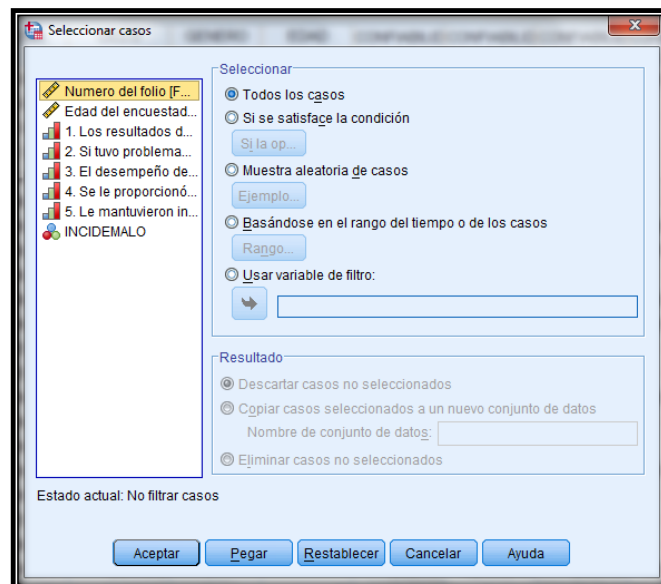 Seleccionar casos
GENERO EDAD
Numero del folio [F...
Edad del encuestad...
1. Los resultados d...
2. Si tuvo problema...
3. El desempeño de...
4. Se le proporcionó...
5. Le mantuvieron in...
INCIDEMALO
Seleccionar
Todos los casos
Si se satisface la condición
Si la op...
Muestra aleatoria de casos
Ejemplo...
Basándose en el rango del tiempo o de los casos
Rango...
Usar variable de filtro:
Resultado
Descartar casos no seleccionados
Copiar casos seleccionados a un nuevo conjunto de datos
Nombre de conjunto de datos:
Eliminar casos no seleccionados
Estado actual: No filtrar casos
Aceptar Pegar Restablecer Cancelar Ayuda